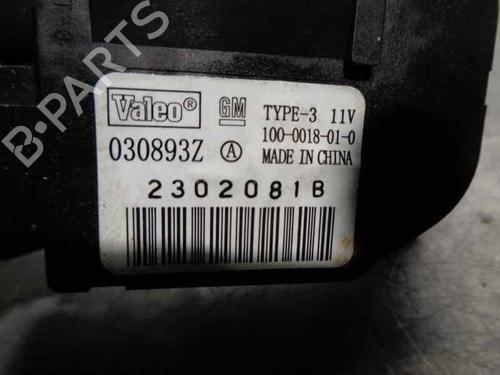 Valeo® GM TYPE-3 11V
100-0018-01-0
030893Z A MADE IN CHINA
2302081B
B-PARTS